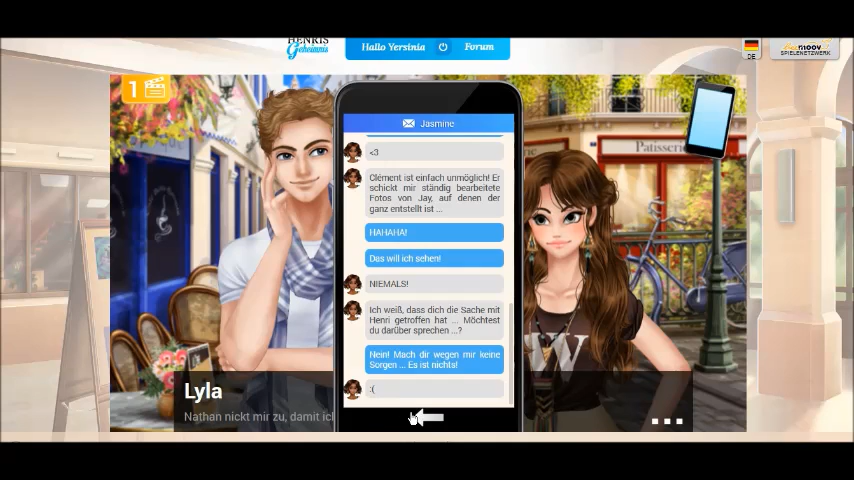 HENRIS
Geheimnis
Hallo Yersinia
Forum
DE
moov
SPIELENETZWERK
1
Patisserie
Jasmine
<3
Clément ist einfach unmöglich! Er
schickt mir ständig bearbeitete
Fotos von Jay, auf denen der
ganz entstellt ist ...
HAHAHA!
Das will ich sehen!
NIEMALS!
Ich weiß, dass dich die Sache mit
Henri getroffen hat ... Möchtest
du darüber sprechen ...?
Nein! Mach dir wegen mir keine
Sorgen ... Es ist nichts!
:(
W
Lyla
Nathan nickt mir zu, damit ich